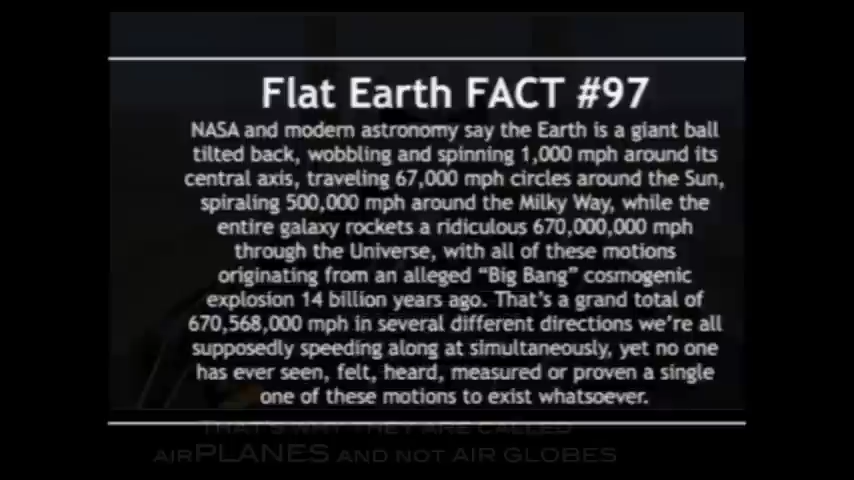 Flat Earth FACT #97
NASA and modern astronomy say the Earth is a giant ball
tilted back, wobbling and spinning 1,000 mph around its
central axis, traveling 67,000 mph circles around the Sun,
spiraling 500,000 mph around the Milky Way, while the
entire galaxy rockets a ridiculous 670,000,000 mph
through the Universe, with all of these motions
originating from an alleged “Big Bang” cosmogenic
explosion 14 billion years ago. That’s a grand total of
670,568,000 mph in several different directions we’re all
supposedly speeding along at simultaneously, yet no one
has ever seen, felt, heard, measured or proven a single
one of these motions to exist whatsoever.
THAT'S WHY THEY ARE CALLED
AIRPLANES AND NOT AIR GLOBES